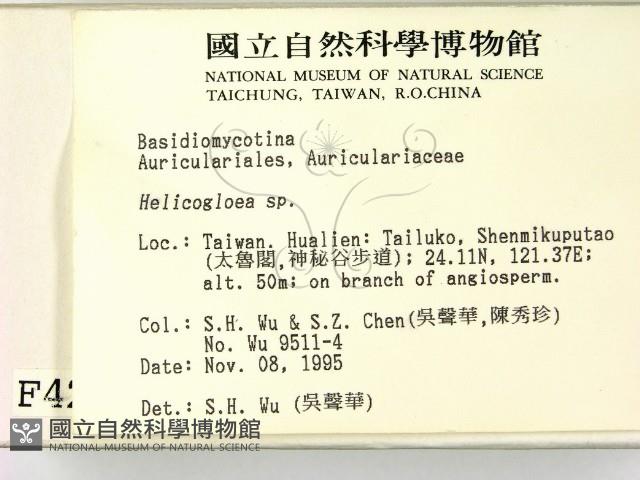 國立自然科學博物館
NATIONAL MUSEUM OF NATURAL SCIENCE
TAICHUNG, TAIWAN, R.O.CHINA
Basidiomycotina
Auriculariales, Auriculariaceae
Helicogloea sp.
Loc.: Taiwan. Hualien: Tailuko, Shenmikuputao
(太魯閣,神秘谷步道); 24.11N, 121.37E;
alt. 50m; on branch of angiosperm.
Col.: S.H. Wu & S.Z. Chen(吳聲華,陳秀珍)
No. Wu 9511-4
Date: Nov. 08, 1995
Det.: S.H. Wu (吳聲華)
國立自然科學博物館
NATIONAL MUSEUM OF NATURAL SCIENCE